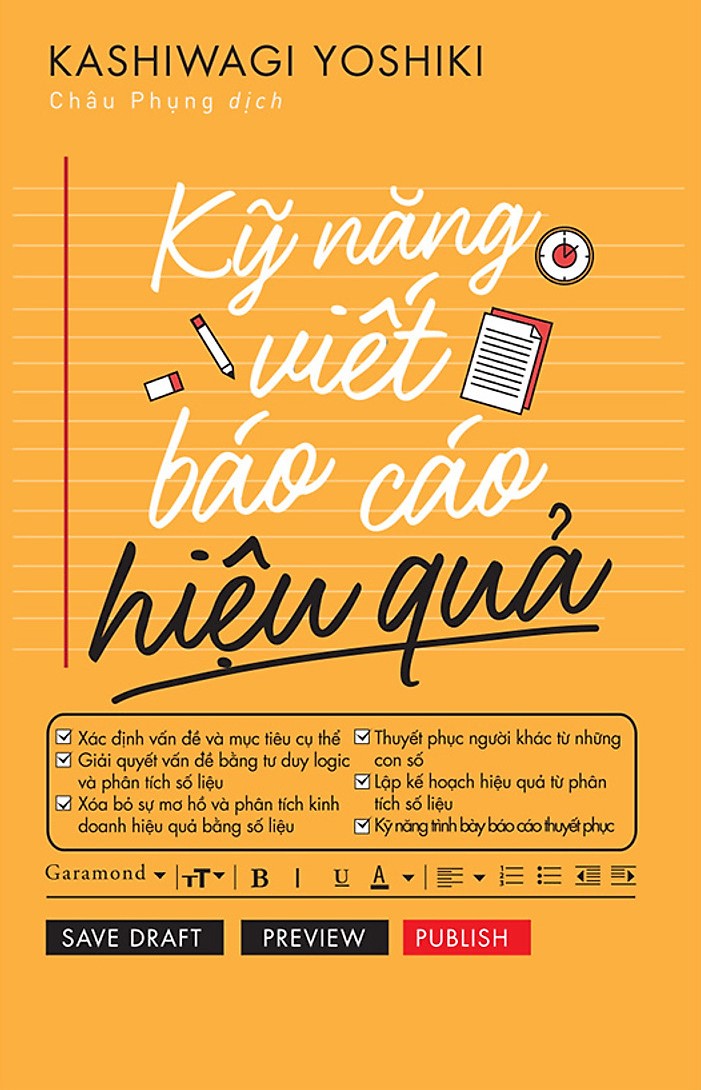 KASHIWAGI YOSHIKI
Châu Phụng dịch
Kỹ năng
viết
báo cáo
hiệu quả
Xác định vấn đề và mục tiêu cụ thể
Giải quyết vấn đề bằng tư duy logic
và phân tích số liệu
Xóa bỏ sự mơ hồ và phân tích kinh
doanh hiệu quả bằng số liệu
Thuyết phục người khác từ những
con số
Lập kế hoạch hiệu quả từ phân
tích số liệu
Kỹ năng trình bày báo cáo thuyết phục
Garamond TT B I U A 1 2 3
SAVE DRAFT PREVIEW PUBLISH